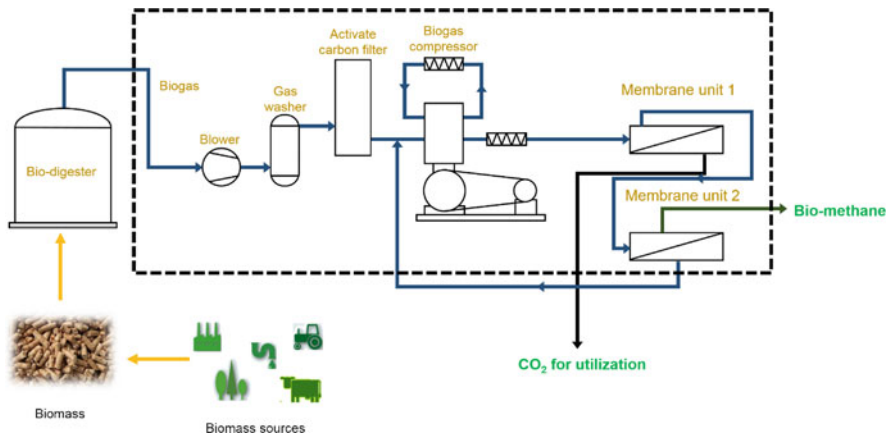 Activate
carbon filter
Biogas
compressor
Biogas
Gas
washer
Membrane unit 1
Blower
Bio-digester
Membrane unit 2
Bio-methane
CO₂ for utilization
Biomass
Biomass sources